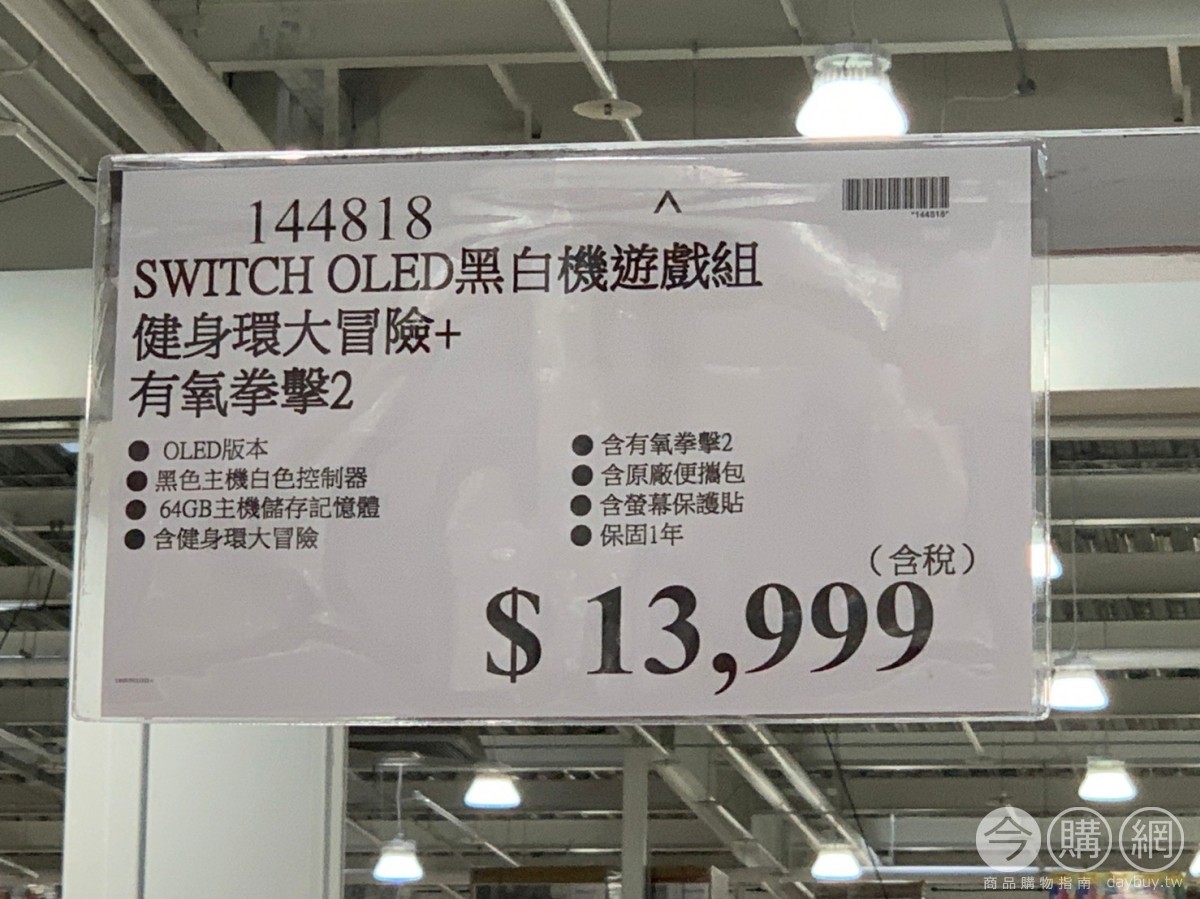 144818
^
"144818"
SWITCH OLED黑白機遊戲組
健身環大冒險+
有氧拳擊2
● OLED版本
● 黑色主機白色控制器
● 64GB主機儲存記憶體
● 含健身環大冒險
● 含有氧拳擊2
● 含原廠便攜包
● 含螢幕保護貼
● 保固1年
（含稅）
$ 13,999
今購網
商品購物指南 daybuy.tw